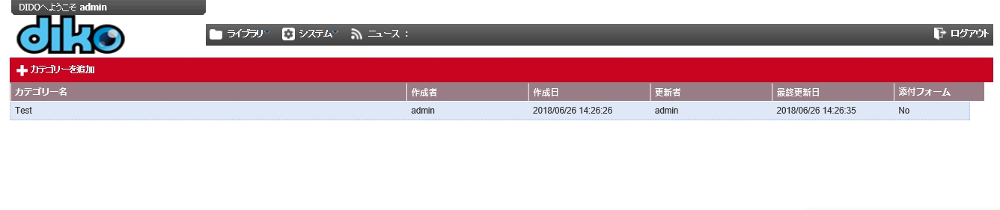 DIDOへようこそ admin
diko
ライブラリ システム ニュース : ログアウト
カテゴリーを追加
カテゴリー名 作成者 作成日 更新者 最終更新日 添付フォーム
Test admin 2018/06/26 14:26:26 admin 2018/06/26 14:26:35 No